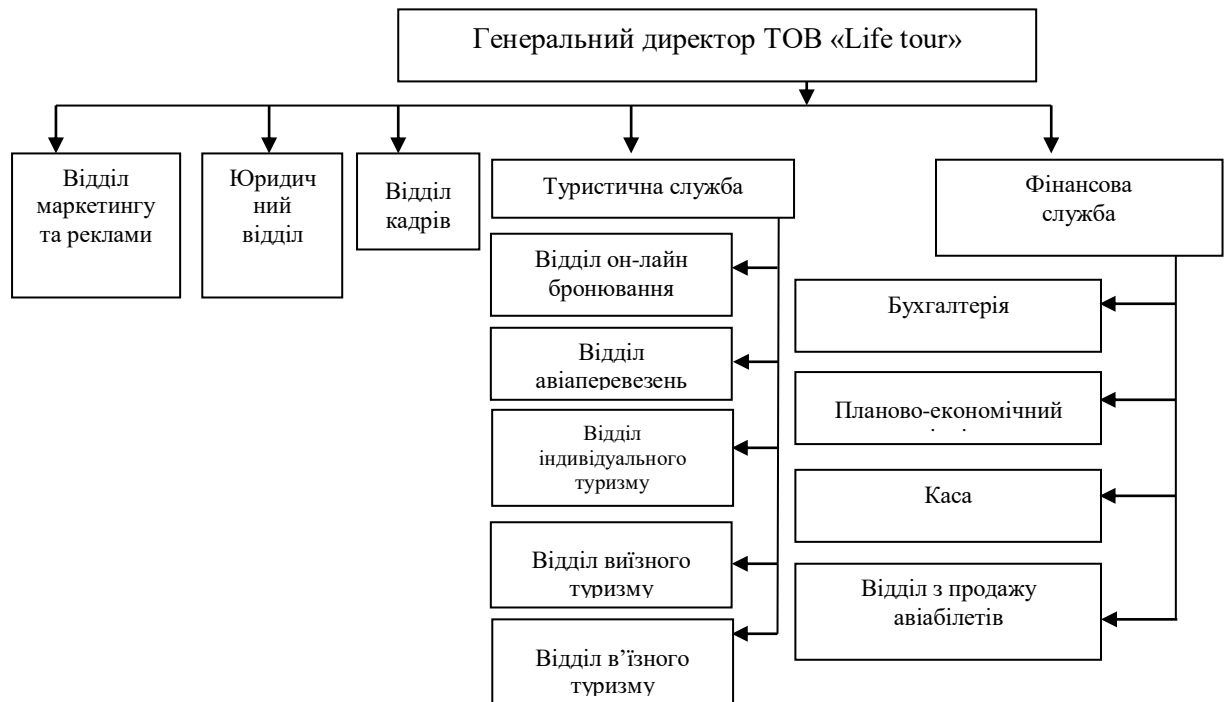 Генеральний директор ТОВ «Life tour»
Відділ
маркетингу
та реклами
Юридич
ний
відділ
Відділ
кадрів
Туристична служба
Фінансова
служба
Відділ он-лайн
бронювання
Відділ
авіаперевезень
Відділ
індивідуального
туризму
Відділ виїзного
туризму
Відділ в’їзного
туризму
Бухгалтерія
Планово-економічний
Каса
Відділ з продажу
авіабілетів